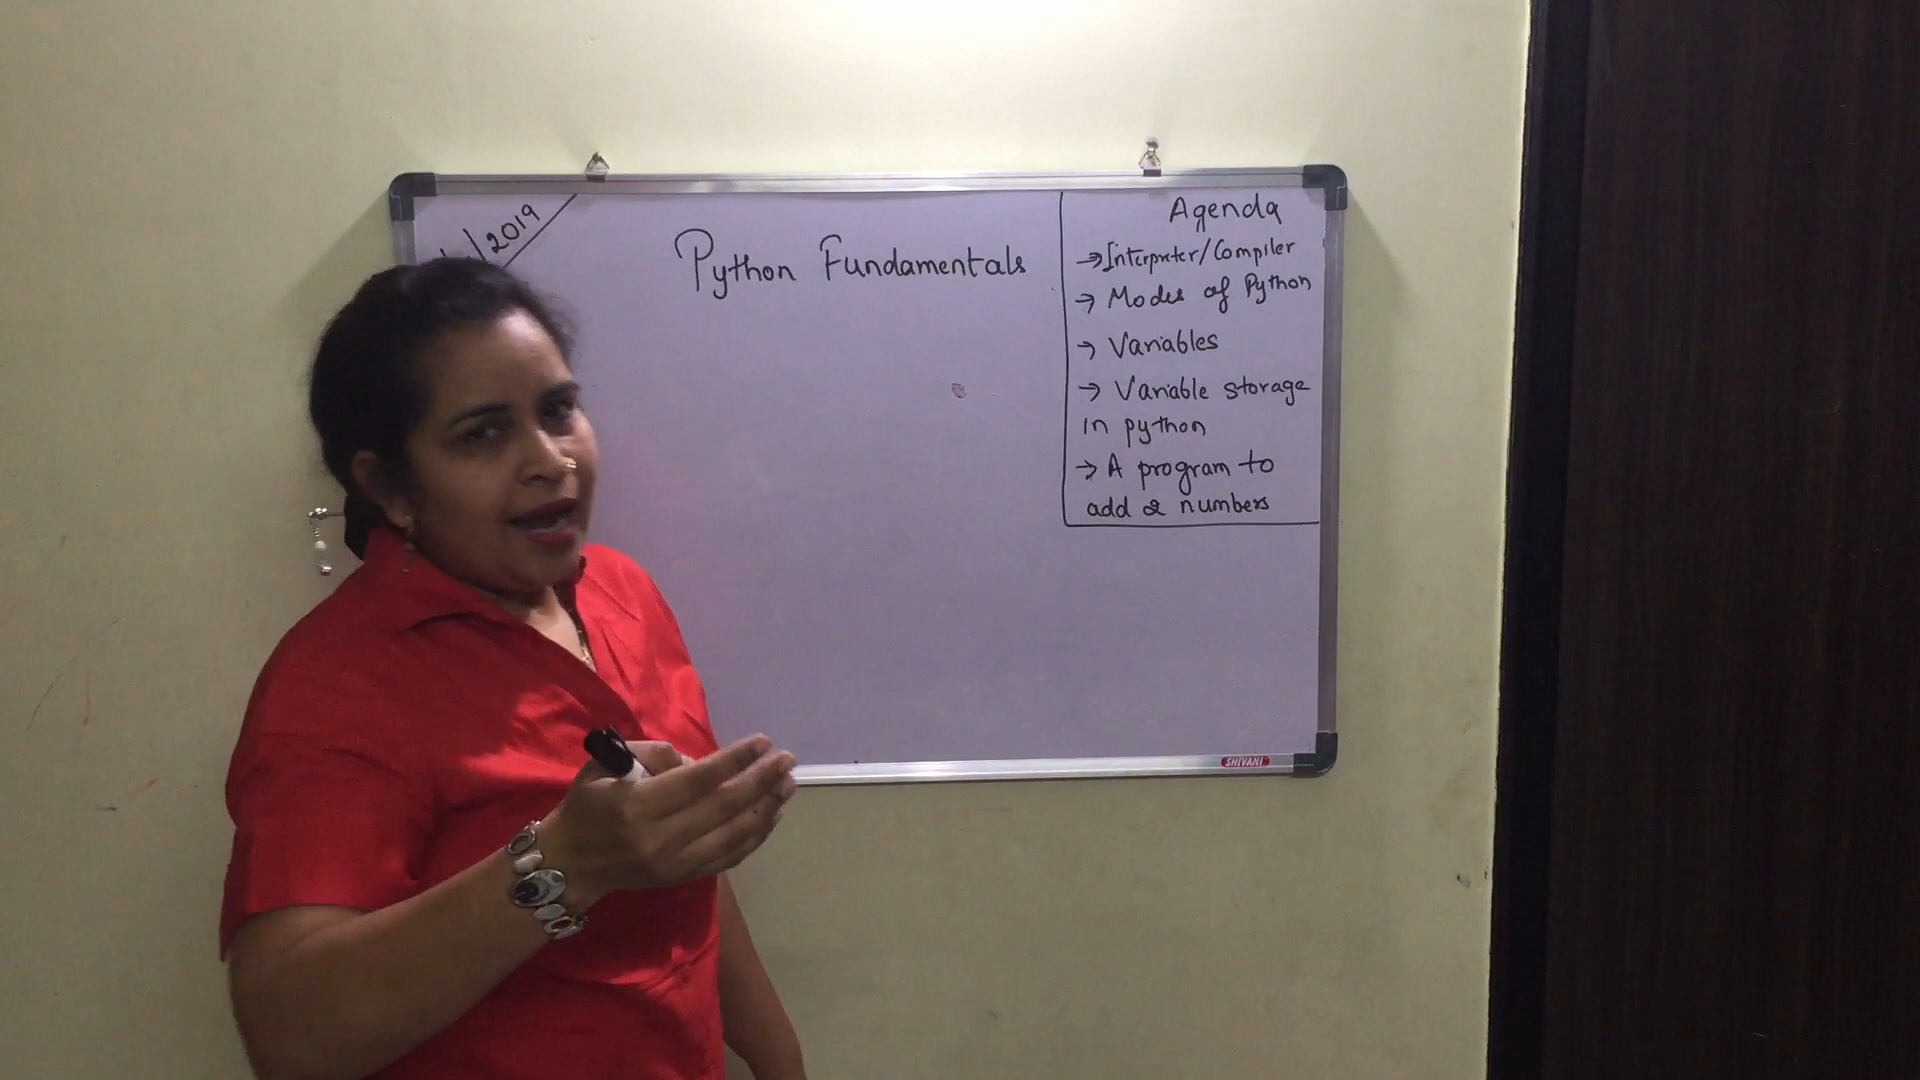 /2019
Python Fundamentals
Agenda
→Interpreter/Compiler
→ Modes of Python
→ Variables
→ Variable storage
in python
→ A program to
add 2 numbers
SHIVANI